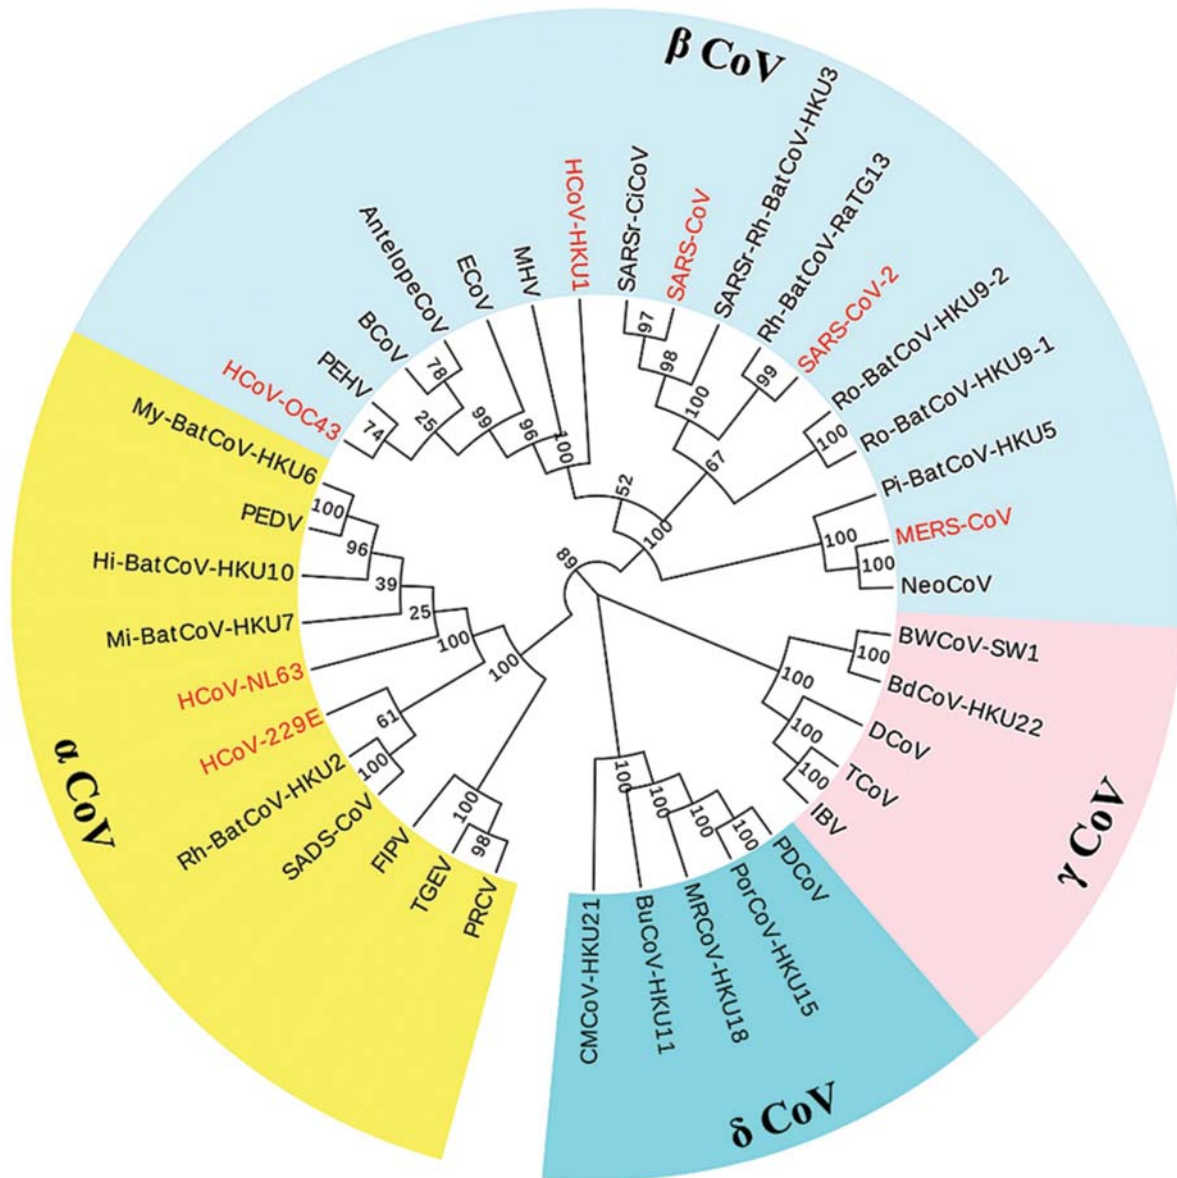 β CoV
HCoV-OC43
PEHV
BCoV
AntelopeCoV
ECoV
MHV
HCoV-HKU1
SARSr-CiCoV
SARS-CoV
SARSr-Rh-BatCoV-HKU3
Rh-BatCoV-RaTG13
SARS-CoV-2
Ro-BatCoV-HKU9-2
Ro-BatCoV-HKU9-1
Pi-BatCoV-HKU5
MERS-CoV
NeoCoV
74
78
25
99
96
100
97
98
100
99
100
67
52
100
100
100
89
γ CoV
BWCoV-SW1
BdCoV-HKU22
DCoV
TCoV
IBV
100
100
100
100
δ CoV
PDCoV
PorCoV-HKU15
MRCoV-HKU18
BuCoV-HKU11
CMCoV-HKU21
100
100
100
100
α CoV
PRCV
TGEV
FIPV
SADS-CoV
Rh-BatCoV-HKU2
HCoV-229E
HCoV-NL63
Mi-BatCoV-HKU7
Hi-BatCoV-HKU10
PEDV
My-BatCoV-HKU6
98
100
100
61
100
100
25
39
96
100